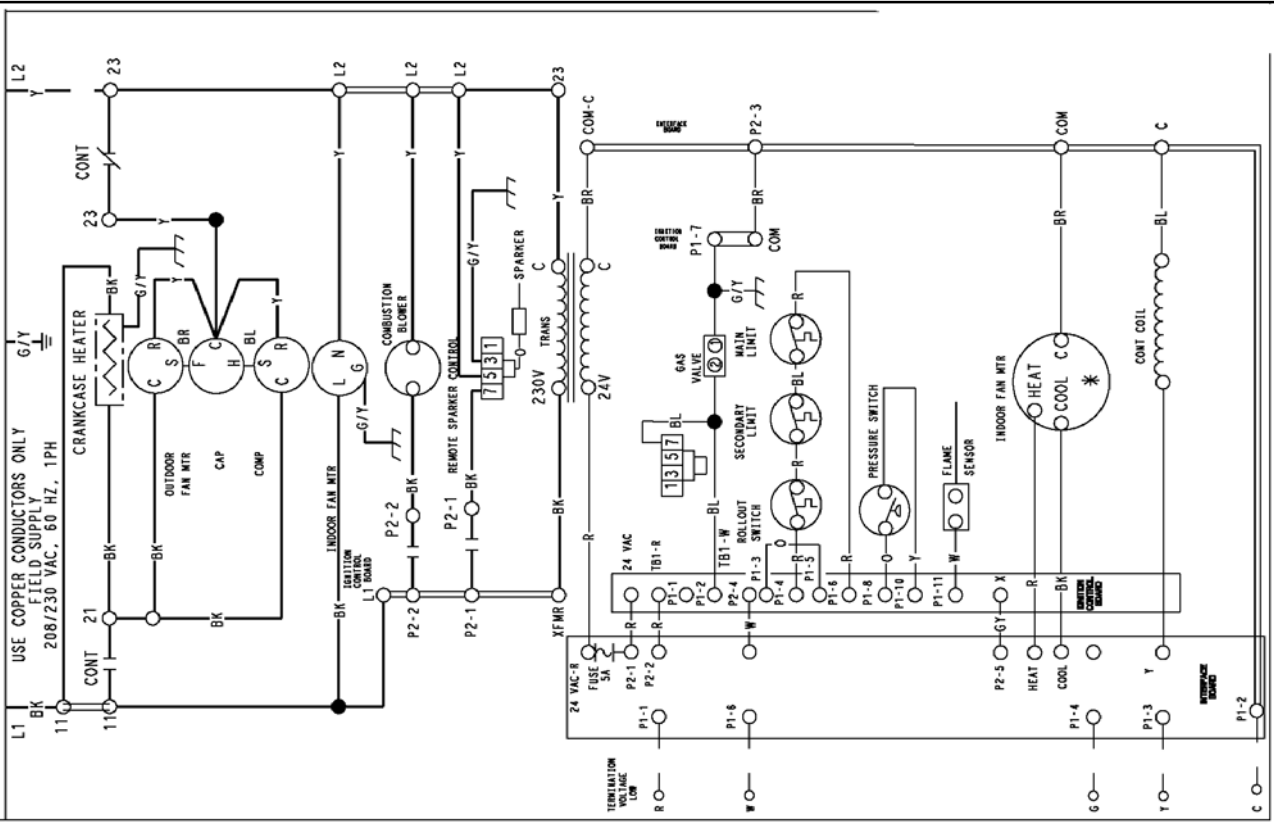 USE COPPER CONDUCTORS ONLY
FIELD SUPPLY
208/230 VAC, 60 HZ, 1PH
L1
BK
G/Y
L2
Y
11
11
CONT
21
BK
CRANKCASE HEATER
BK
G/Y
23
CONT
23
Y
BK
OUTDOOR
FAN MTR
C
S
R
Y
BR
CAP
F
C
H
BL
BK
COMP
C
S
R
Y
BK
INDOOR FAN MTR
L
G
N
G/Y
Y
L2
L1
IGNITION
CONTROL
BOARD
P2-2
P2-2
BK
COMBUSTION
BLOWER
Y
L2
P2-1
P2-1
BK
REMOTE SPARKER CONTROL
7
5
3
1
Y
L2
G/Y
O
SPARKER
XFMR
BK
230V
TRANS
C
Y
23
24V
C
R
BR
COM-C
INTERFACE
BOARD
24 VAC-R
FUSE
5A
P2-1
R
24 VAC
P1-1
P2-2
R
TB1-R
P1-1
P1-2
TB1-W
BL
1
3
5
7
BL
GAS
VALVE
2
1
G/Y
P1-7
IGNITION
CONTROL
BOARD
COM
BR
P2-3
P1-6
W
P2-4
P1-3
P1-4
P1-5
P1-6
O
R
ROLLOUT
SWITCH
R
SECONDARY
LIMIT
BL
MAIN
LIMIT
R
R
P1-8
O
PRESSURE SWITCH
P1-10
Y
P1-11
W
FLAME
SENSOR
P2-5
GY
X
HEAT
R
HEAT
COOL
BK
COOL
C
*
INDOOR FAN MTR
BR
COM
IGNITION
CONTROL
BOARD
P1-4
P1-3
Y
CONT COIL
BL
C
INTERFACE
BOARD
P1-2
TERMINATION
VOLTAGE
LOW
R
W
G
Y
C